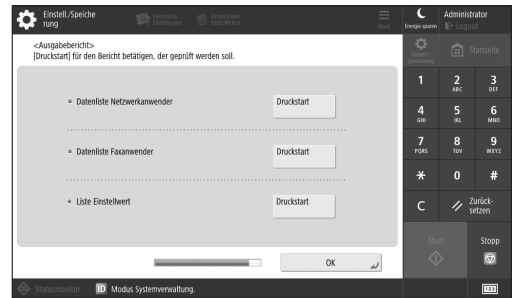 Einstell./Speiche
rung
Persönliche
Einstellungen
Einstellungen
Empf./Weiterl.
Menü
Energie sparen
Administrator
Logout
<Ausgabebericht>
[Druckstart] für den Bericht betätigen, der geprüft werden soll.
Datenliste Netzwerkanwender
Druckstart
Datenliste Faxanwender
Druckstart
Liste Einstellwert
Druckstart
OK
Startseite
1
2
ABC
3
DEF
4
GHI
5
JKL
6
MNO
7
PQRS
8
TUV
9
WXYZ
*
0
#
C
Zurück-
setzen
Start
Stopp
Statusmonitor
ID Modus Systemverwaltung.
123